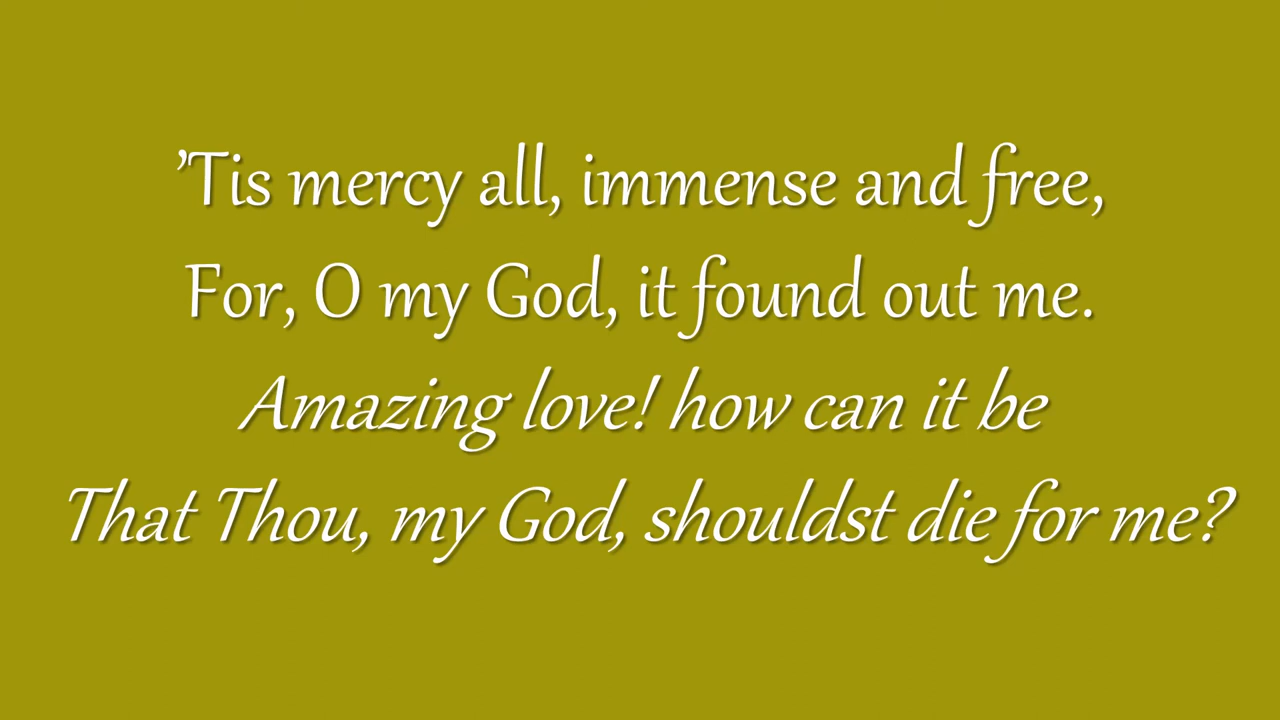 ’Tis mercy all, immense and free,
For, O my God, it found out me.
Amazing love! how can it be
That Thou, my God, shouldst die for me?